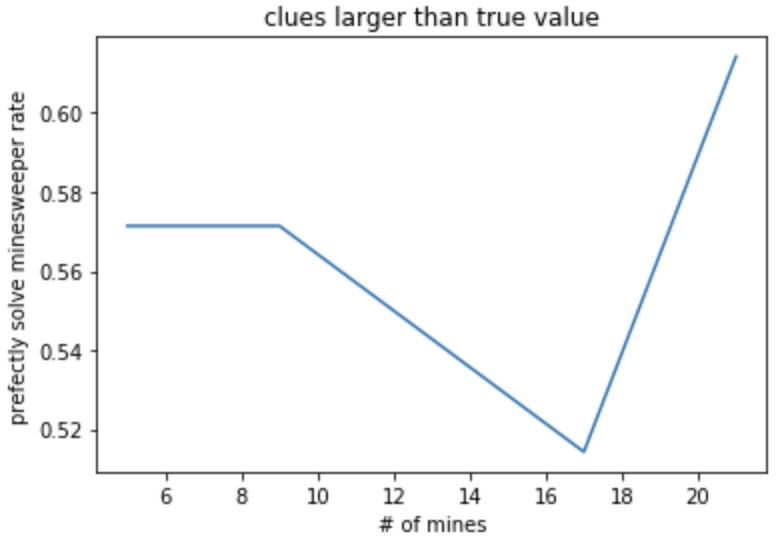 clues larger than true value
prefectly solve minesweeper rate
0.60
0.58
0.56
0.54
0.52
6 8 10 12 14 16 18 20
# of mines